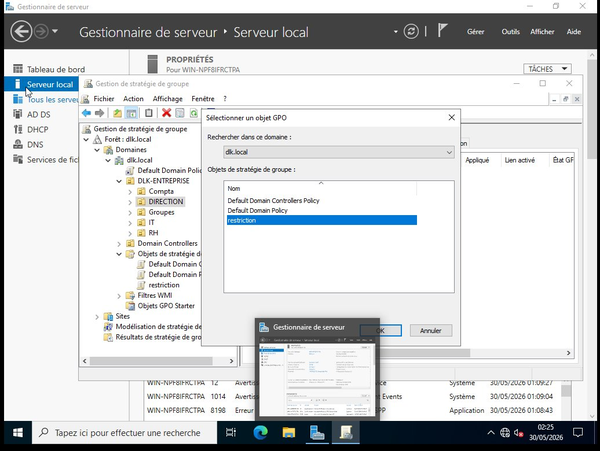 Gestionnaire de serveur
Gestionnaire de serveur • Serveur local
Gérer Outils Afficher Aide
Tableau de bord
Serveur local
Tous les serveu
AD DS
DHCP
DNS
Services de fich
PROPRIÉTÉS
Pour WIN-NPF8IFRCTPA
TÂCHES
Gestion de stratégie de groupe
Fichier Action Affichage Fenêtre ?
Gestion de stratégie de groupe
Forêt : dlk.local
Domaines
dlk.local
Default Domain Polic
DLK-ENTREPRISE
Compta
DIRECTION
Groupes
IT
RH
Domain Controllers
Objets de stratégie d
Default Domain C
Default Domain P
restriction
Filtres WMI
Objets GPO Starter
Sites
Modélisation de stratégie de
Résultats de stratégie de grou
Sélectionner un objet GPO
Rechercher dans ce domaine :
dlk.local
Objets de stratégie de groupe :
Nom
Default Domain Controllers Policy
Default Domain Policy
restriction
OK Annuler
on
Appliqué Lien activé État GP
Gestionnaire de serveur
WIN-NPF8IFRCTPA 12 Avertis Système 30/05/2026 01:09:27
WIN-NPF8IFRCTPA 1014 Avertis t Events Système 30/05/2026 01:09:04
WIN-NPF8IFRCTPA 8198 Erreur PP Application 30/05/2026 01:08:43
Tapez ici pour effectuer une recherche
02:25
30/05/2026